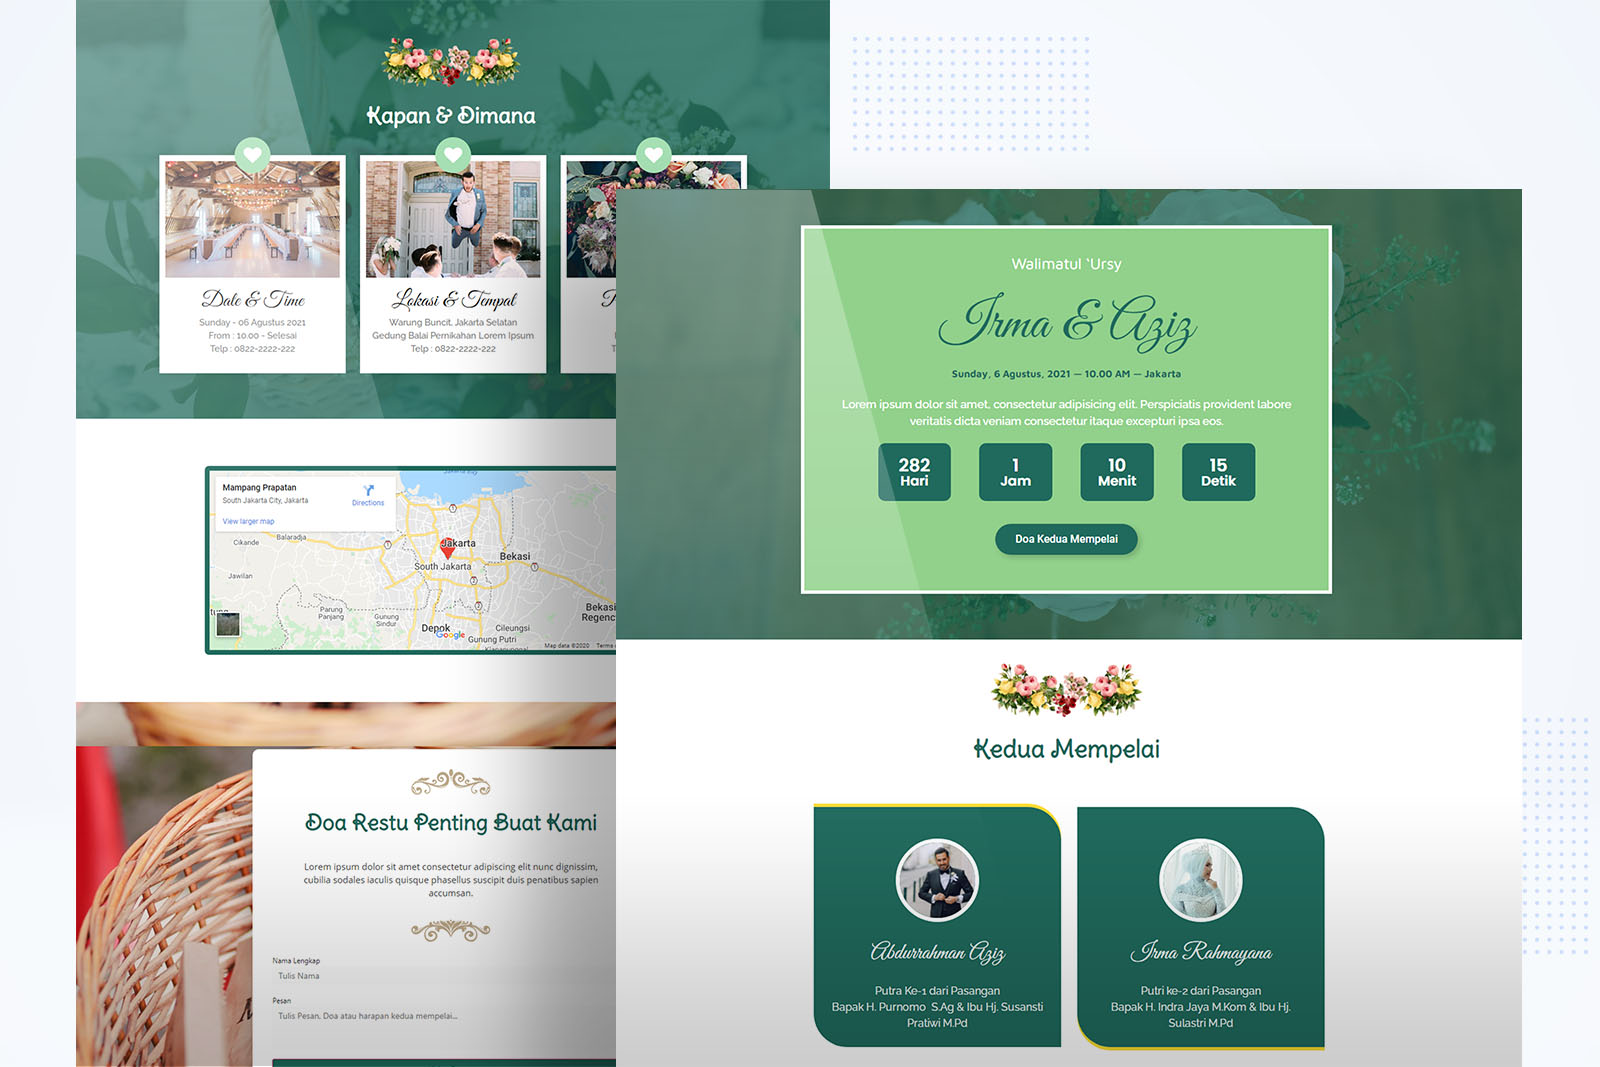 Kapan & Dimana
Date & Time
Sunday - 06 Agustus 2021
From : 10.00 - Selesai
Telp : 0822-2222-222
Lokasi & Tempat
Warung Buncit, Jakarta Selatan
Gedung Balai Pernikahan Lorem Ipsum
Telp : 0822-2222-222
Mampang Prapatan
South Jakarta City, Jakarta
Directions
View larger map
Cikande
Balaradja
Jakarta
South Jakarta
Bekasi
Jawilan
Parung
Panjang
Gunung
Sindur
Depok
Google
Cileungsi
Gunung Putri
Bekasi
Regenc
Map data ©2020
Terms
Doa Restu Penting Buat Kami
Lorem ipsum dolor sit amet consectetur adipiscing elit nunc dignissim,
cubilia sodales iaculis quisque phasellus suscipit duis penatibus sapien
accumsan.
Nama Lengkap
Tulis Nama
Pesan
Tulis Pesan, Doa atau harapan kedua mempelai...
Walimatul ‘Ursy
Irma & Aziz
Sunday, 6 Agustus, 2021 — 10.00 AM — Jakarta
Lorem ipsum dolor sit amet, consectetur adipisicing elit. Perspiciatis provident labore
veritatis dicta veniam consectetur itaque excepturi ipsa eos.
282 1 10 15
Hari Jam Menit Detik
Doa Kedua Mempelai
Kedua Mempelai
Abdurrahman Aziz
Putra Ke-1 dari Pasangan
Bapak H. Purnomo S.Ag & Ibu Hj. Susansti
Pratiwi M.Pd
Irma Rahmayana
Putri ke-2 dari Pasangan
Bapak H. Indra Jaya M.Kom & Ibu Hj.
Sulastri M.Pd